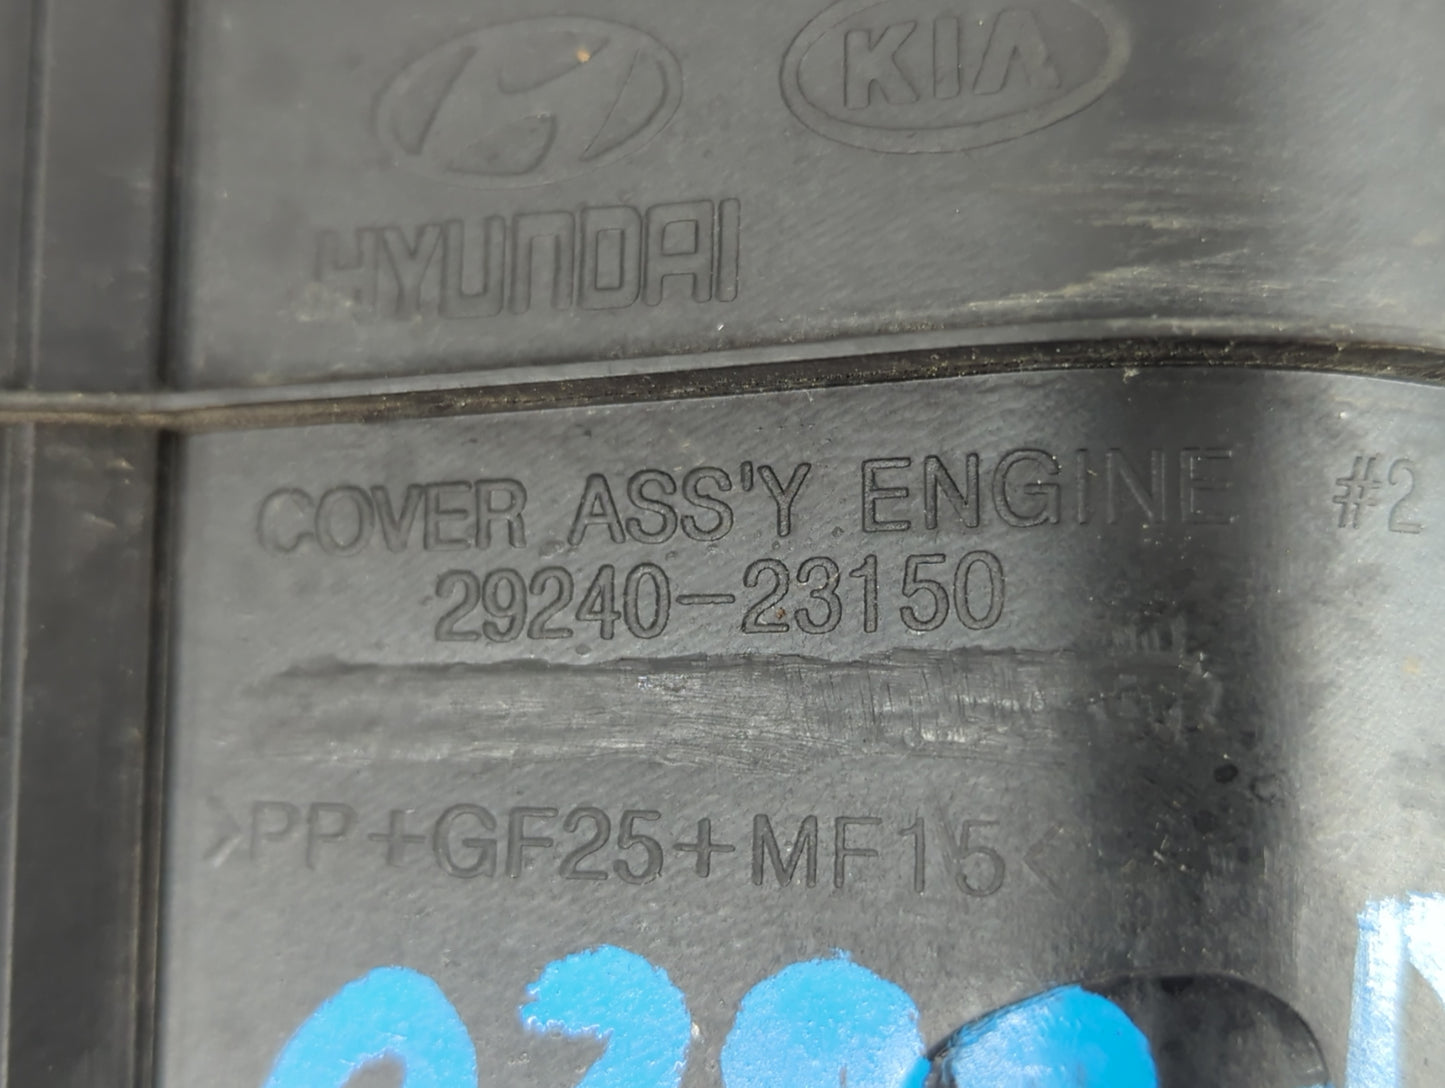 KIA
HYUNDAI
COVER ASS'Y ENGINE #2
29240-23150
>PP+GF25+MF15<